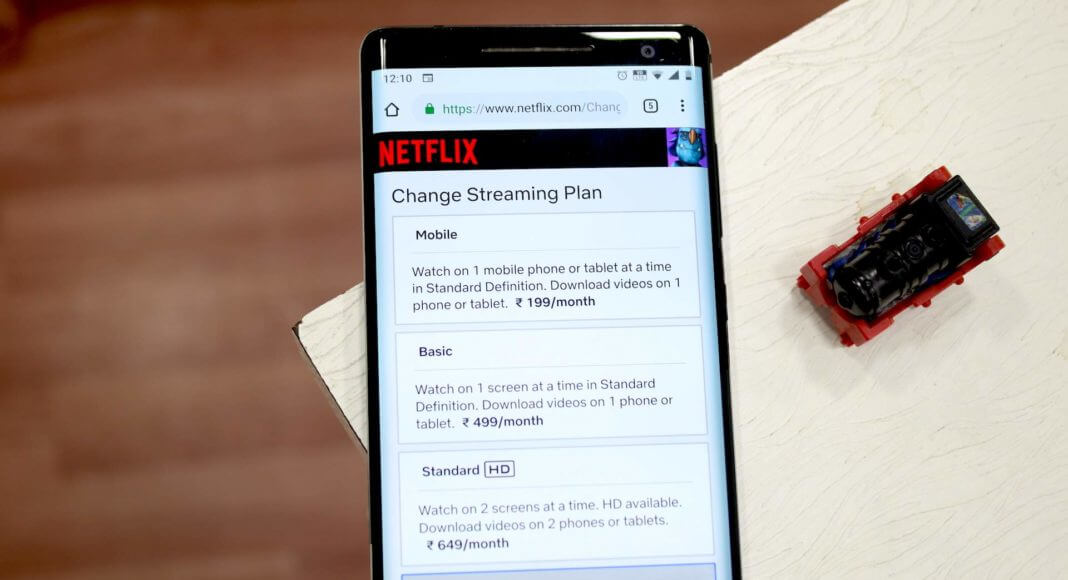 12:10
https://www.netflix.com/Chang
5
NETFLIX
Change Streaming Plan
Mobile
Watch on 1 mobile phone or tablet at a time
in Standard Definition. Download videos on 1
phone or tablet. ₹ 199/month
Basic
Watch on 1 screen at a time in Standard
Definition. Download videos on 1 phone or
tablet. ₹ 499/month
Standard HD
Watch on 2 screens at a time. HD available.
Download videos on 2 phones or tablets.
₹ 649/month